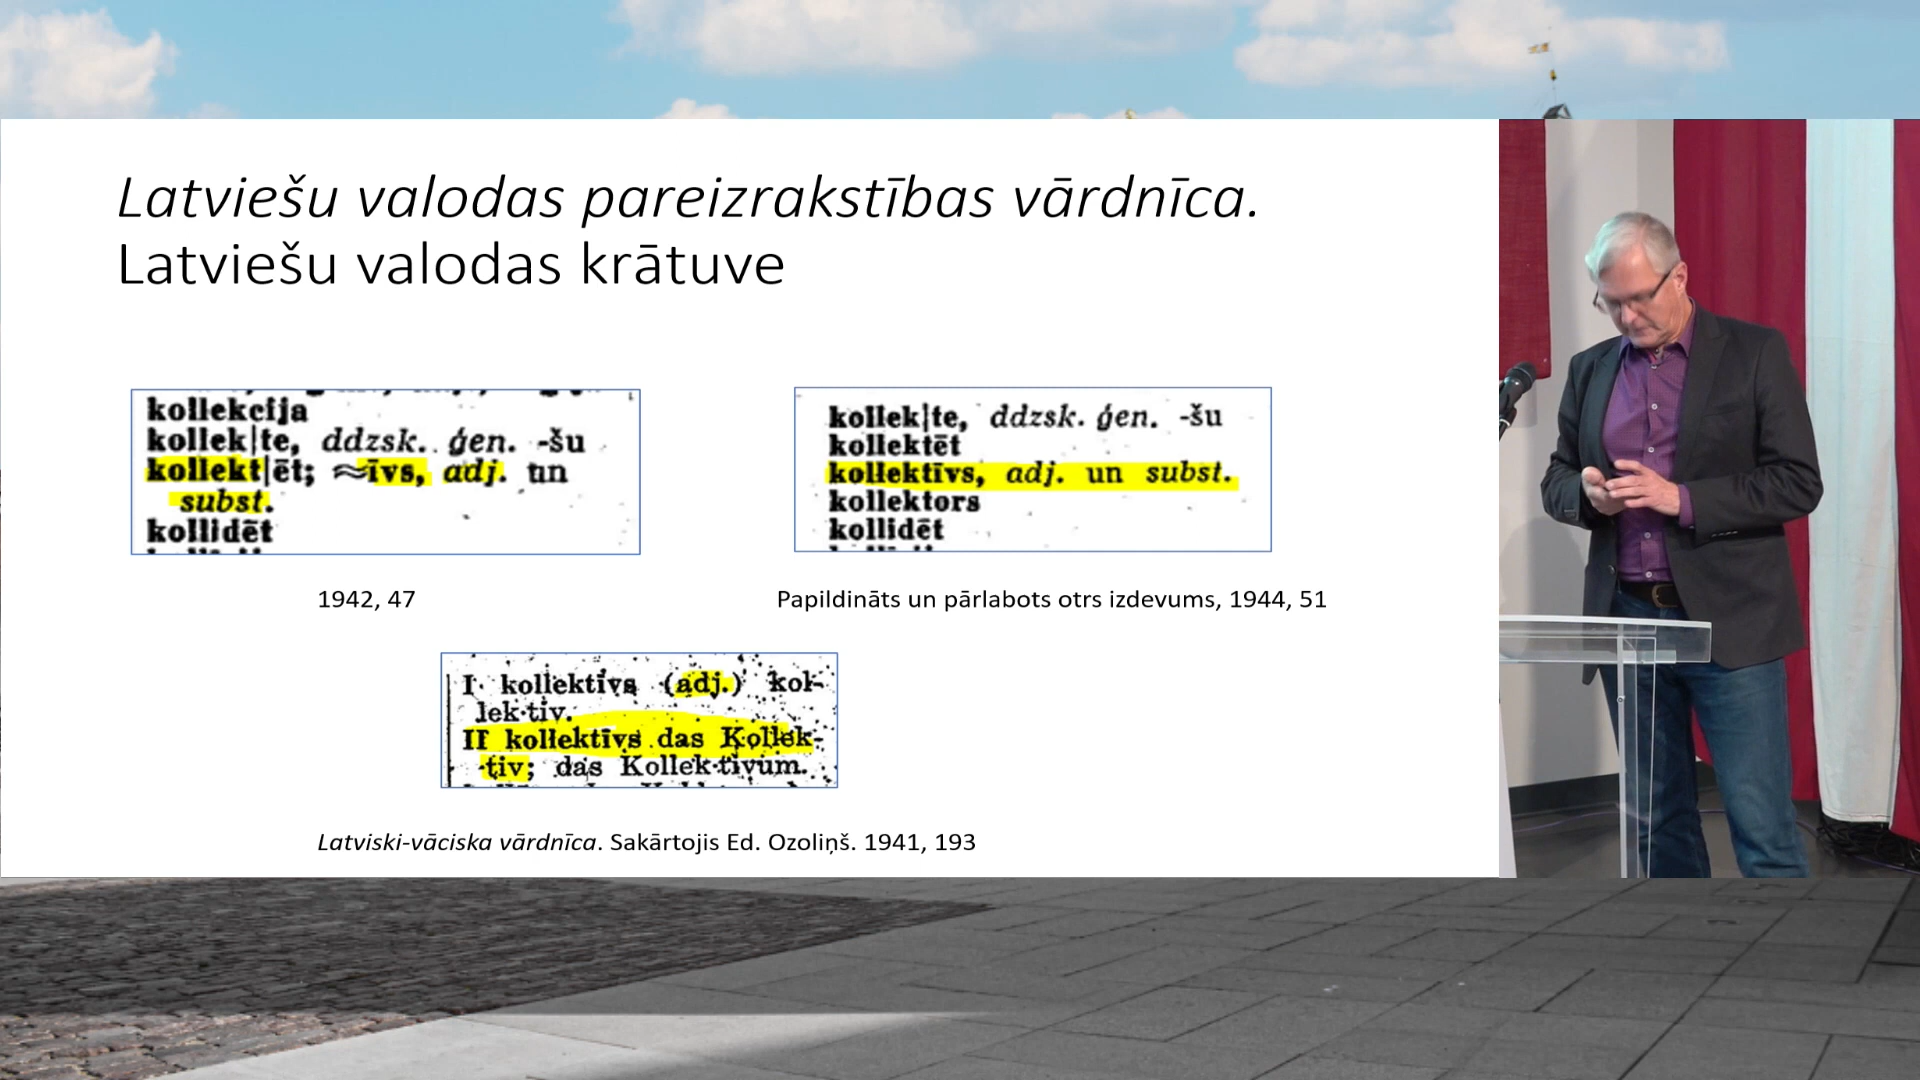 Latviešu valodas pareizrakstības vārdnīca.
Latviešu valodas krātuve
kollekcija
kollek|te, ddzsk. ģen. -šu
kollekt|ēt; ≈īvs, adj. un
subst.
kollidēt
kollek|te, ddzsk. ģen. -šu
kollektēt
kollektīvs, adj. un subst.
kollektors
kollidēt
1942, 47
Papildināts un pārlabots otrs izdevums, 1944, 51
I kollektīvs (adj.) kol-
lek·tiv.
II kollektīvs das Kollek-
·tiv; das Kollek·tivum.
Latviski-vāciska vārdnīca. Sakārtojis Ed. Ozoliņš. 1941, 193